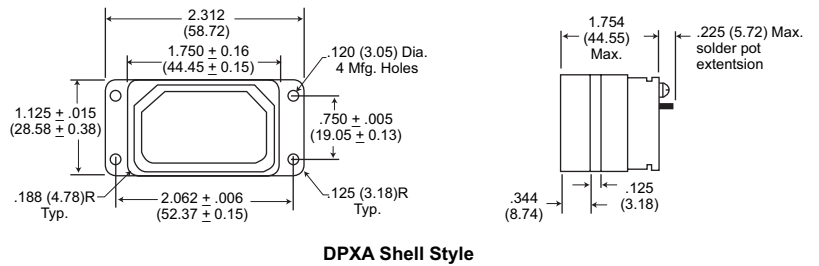 2.312
(58.72)
1.750 ± 0.16
(44.45 ± 0.15)
.120 (3.05) Dia.
4 Mfg. Holes
1.125 ± .015
(28.58 ± 0.38)
.750 ± .005
(19.05 ± 0.13)
.188 (4.78)R
Typ.
2.062 ± .006
(52.37 ± 0.15)
.125 (3.18)R
Typ.
1.754
(44.55)
Max.
.225 (5.72) Max.
solder pot
extentsion
.344
(8.74)
.125
(3.18)
DPXA Shell Style